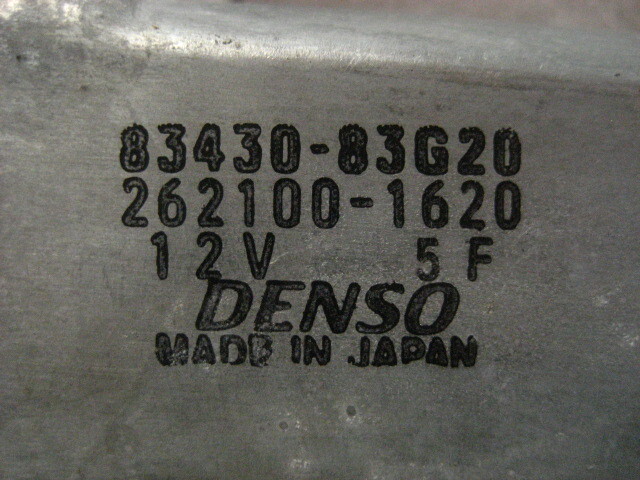 83430-83G20
262100-1620
12V 5F
DENSO
MADE IN JAPAN